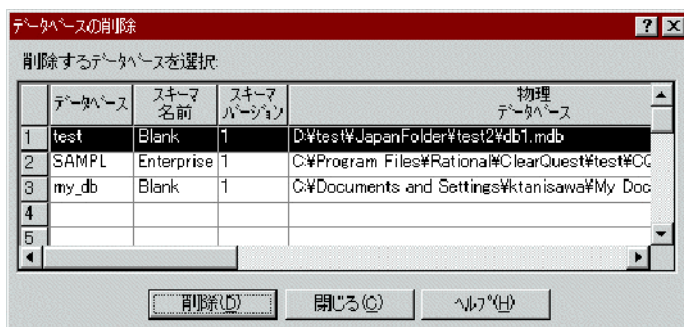 ﾃﾞｰﾀﾍﾞｰｽの削除
削除するﾃﾞｰﾀﾍﾞｰｽを選択:
ﾃﾞｰﾀﾍﾞｰｽ スキーマ名前 スキーマﾊﾞｰｼﾞｮﾝ 物理ﾃﾞｰﾀﾍﾞｰｽ
1 test Blank 1 D:¥test¥JapanFolder¥test2¥db1.mdb
2 SAMPL Enterprise 1 C:¥Program Files¥Rational¥ClearQuest¥test¥CQ
3 my_db Blank 1 C:¥Documents and Settings¥ktanisawa¥My Doc
4
5
削除(D) 閉じる(C) ﾍﾙﾌﾟ(H)